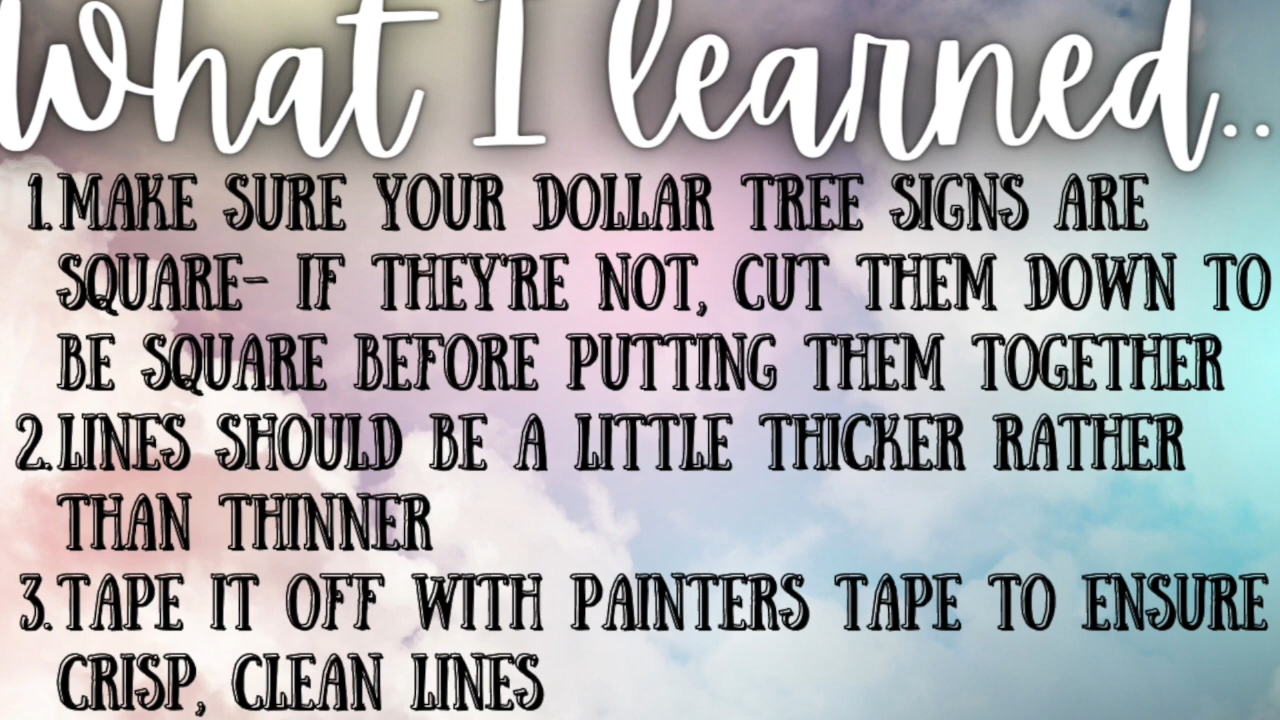 What I learned..
1. MAKE SURE YOUR DOLLAR TREE SIGNS ARE
SQUARE- IF THEY'RE NOT, CUT THEM DOWN TO
BE SQUARE BEFORE PUTTING THEM TOGETHER
2. LINES SHOULD BE A LITTLE THICKER RATHER
THAN THINNER
3. TAPE IT OFF WITH PAINTERS TAPE TO ENSURE
CRISP, CLEAN LINES